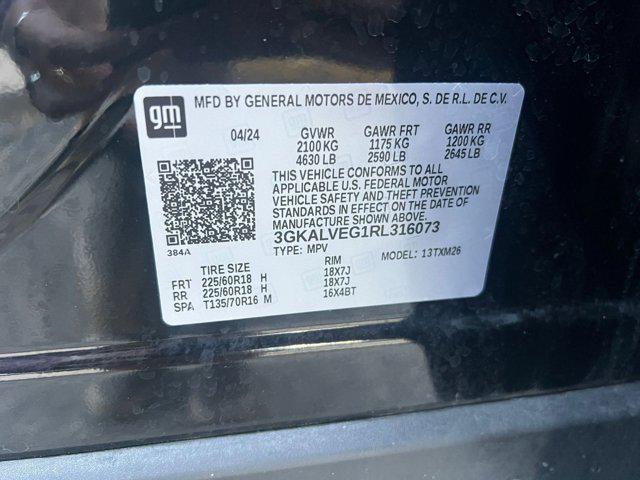 gm
MFD BY GENERAL MOTORS DE MEXICO, S. DE R.L. DE C.V.
04/24 GVWR GAWR FRT GAWR RR
2100 KG 1175 KG 1200 KG
4630 LB 2590 LB 2645 LB
THIS VEHICLE CONFORMS TO ALL
APPLICABLE U.S. FEDERAL MOTOR
VEHICLE SAFETY AND THEFT PREVENTION
STANDARDS IN EFFECT ON THE DATE OF
MANUFACTURE SHOWN ABOVE.
3GKALVEG1RL316073
384A TYPE: MPV MODEL: 13TXM26
TIRE SIZE RIM
FRT 225/60R18 H 18X7J
RR 225/60R18 H 18X7J
SPA T135/70R16 M 16X4BT